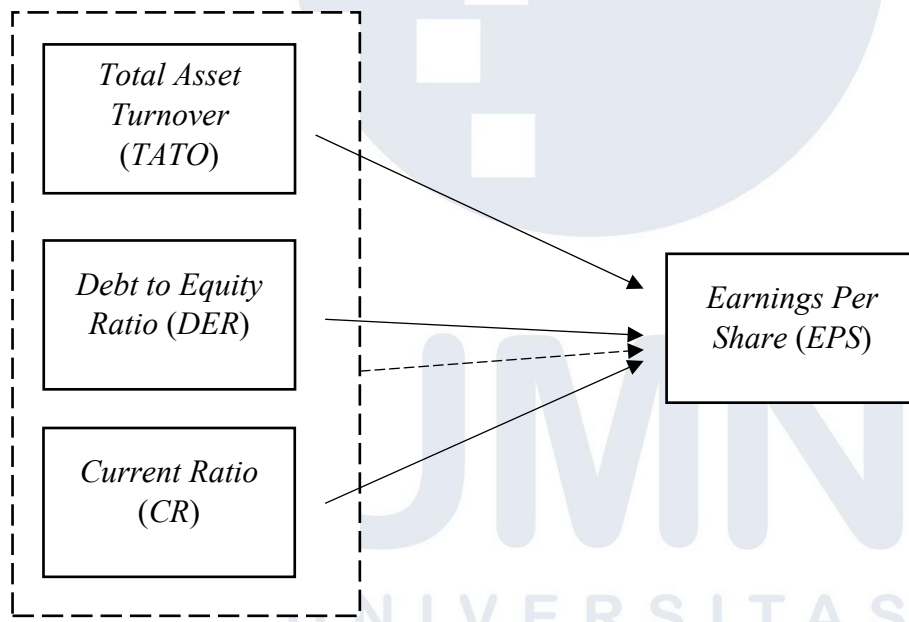 Total Asset
Turnover
(TATO)
Debt to Equity
Ratio (DER)
Current Ratio
(CR)
Earnings Per
Share (EPS)
UMN
UNIVERSITAS